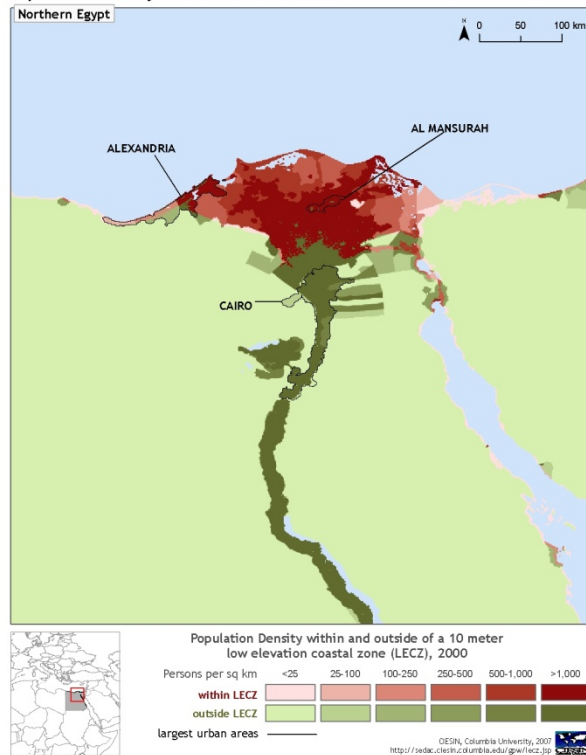 Northern Egypt
0 50 100 km
AL MANSURAH
ALEXANDRIA
CAIRO
Population Density within and outside of a 10 meter
low elevation coastal zone (LECZ), 2000
Persons per sq km <25 25-100 100-250 250-500 500-1,000 >1,000
within LECZ
outside LECZ
largest urban areas
CIESIN, Columbia University, 2007
http://sedac.ciesin.columbia.edu/gpw/lecz.jsp